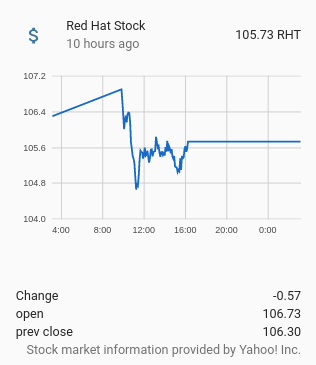 $
Red Hat Stock
10 hours ago
105.73 RHT
107.2
106.4
105.6
104.8
104.0
4:00 8:00 12:00 16:00 20:00 0:00
Change -0.57
open 106.73
prev close 106.30
Stock market information provided by Yahoo! Inc.